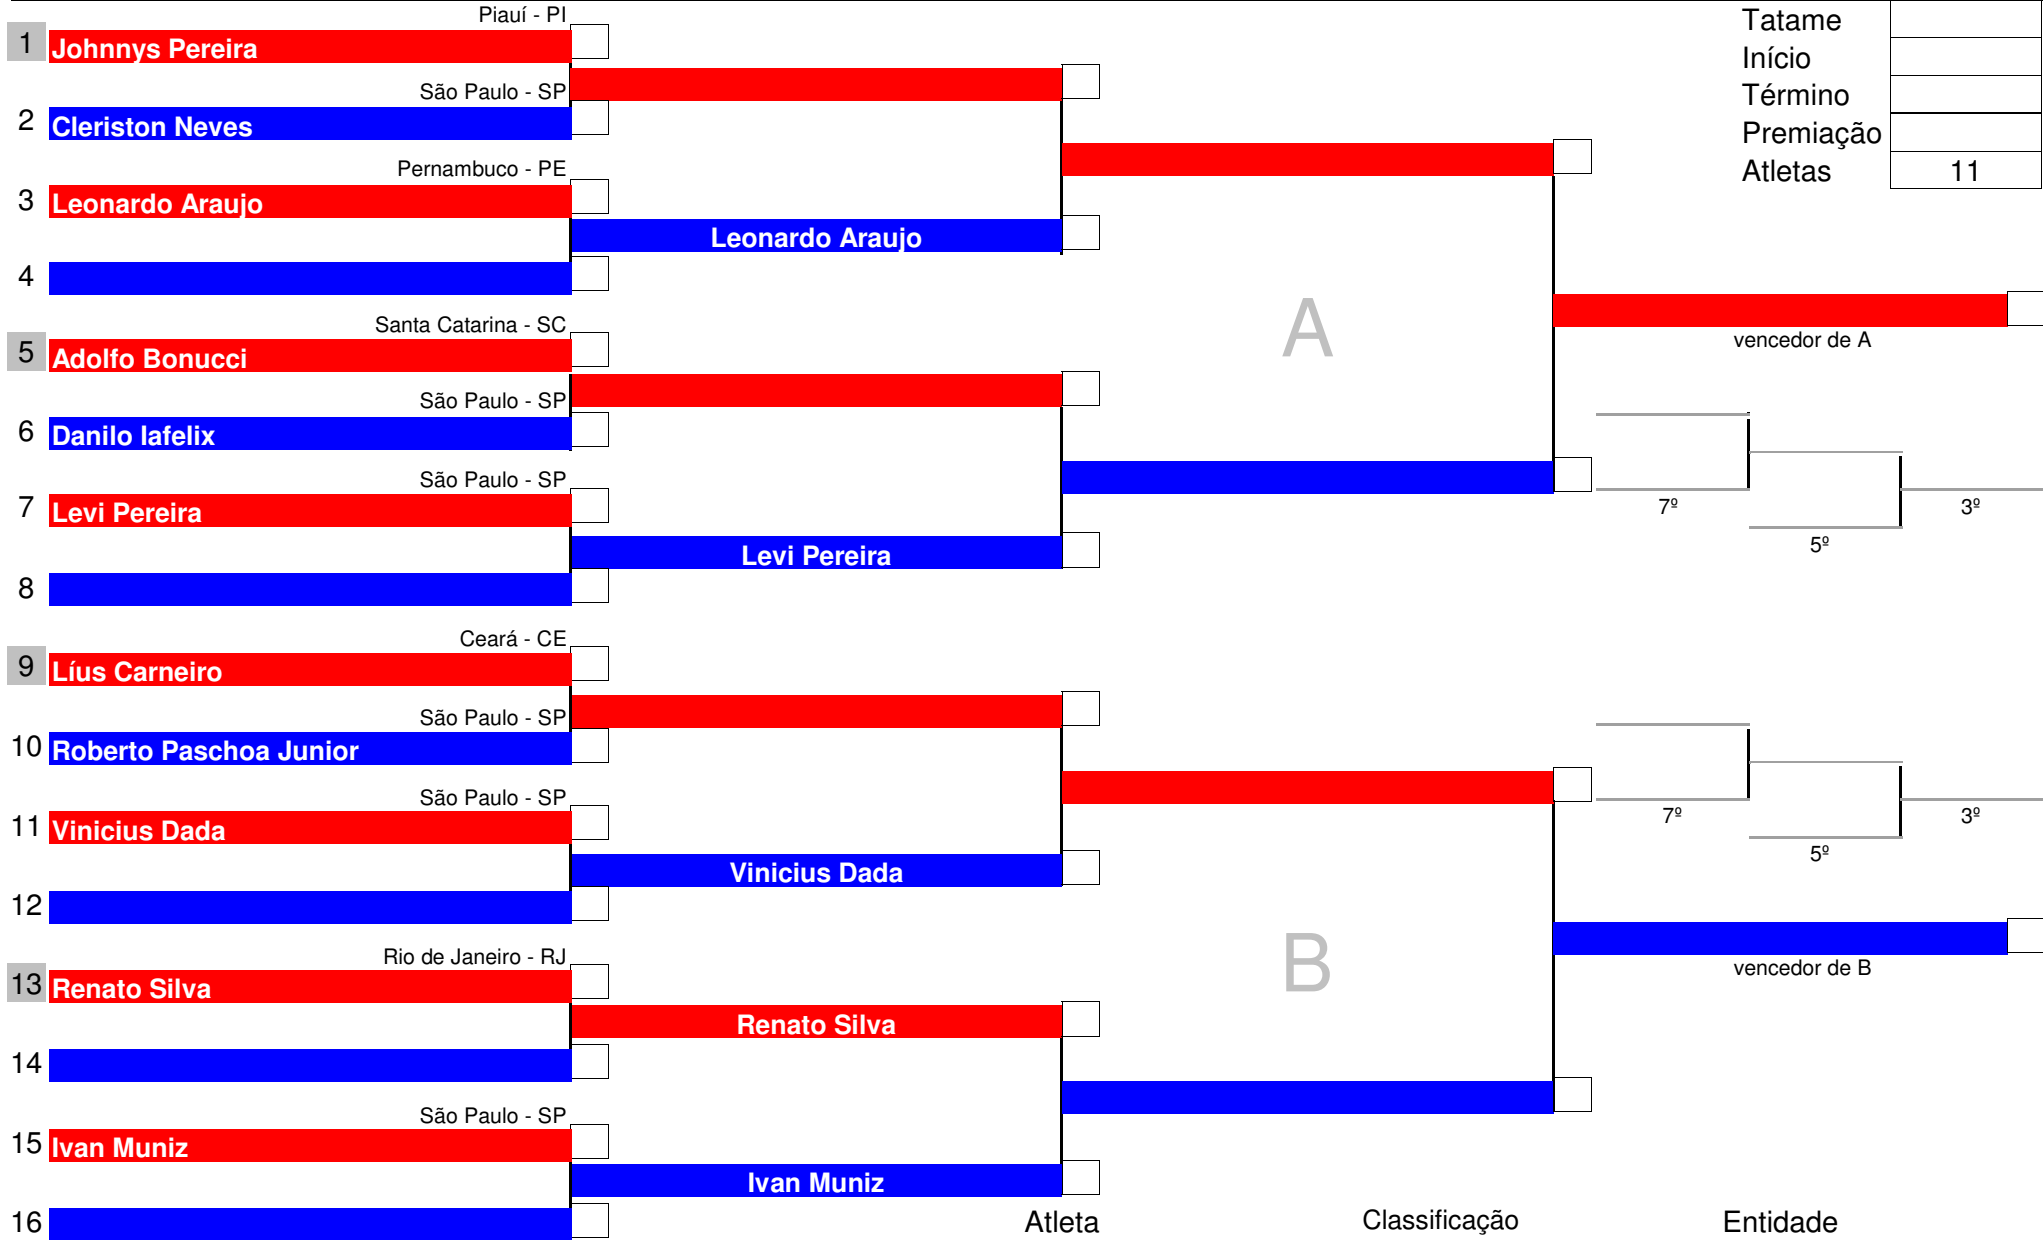 Piauí - PI
1 Johnnys Pereira
São Paulo - SP
2 Cleriston Neves
Pernambuco - PE
3 Leonardo Araujo
Leonardo Araujo
4
Santa Catarina - SC
5 Adolfo Bonucci
São Paulo - SP
6 Danilo Iafelix
São Paulo - SP
7 Levi Pereira
Levi Pereira
8
Ceará - CE
9 Líus Carneiro
São Paulo - SP
10 Roberto Paschoa Junior
São Paulo - SP
11 Vinicius Dada
Vinicius Dada
12
Rio de Janeiro - RJ
13 Renato Silva
Renato Silva
14
São Paulo - SP
15 Ivan Muniz
Ivan Muniz
16
A
B
Tatame
Início
Término
Premiação
Atletas 11
vencedor de A
7º
3º
5º
7º
3º
5º
vencedor de B
Atleta Classificação Entidade